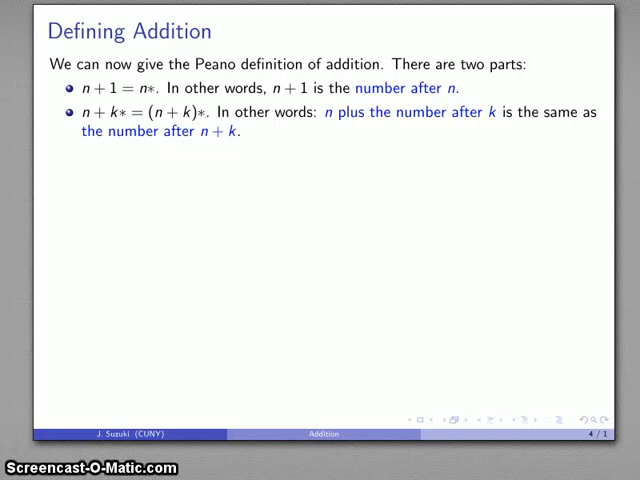 Defining Addition
We can now give the Peano definition of addition. There are two parts:
n + 1 = n∗. In other words, n + 1 is the number after n.
n + k∗ = (n + k)∗. In other words: n plus the number after k is the same as
the number after n + k.
J. Suzuki (CUNY) Addition 4 / 1
Screencast-O-Matic.com